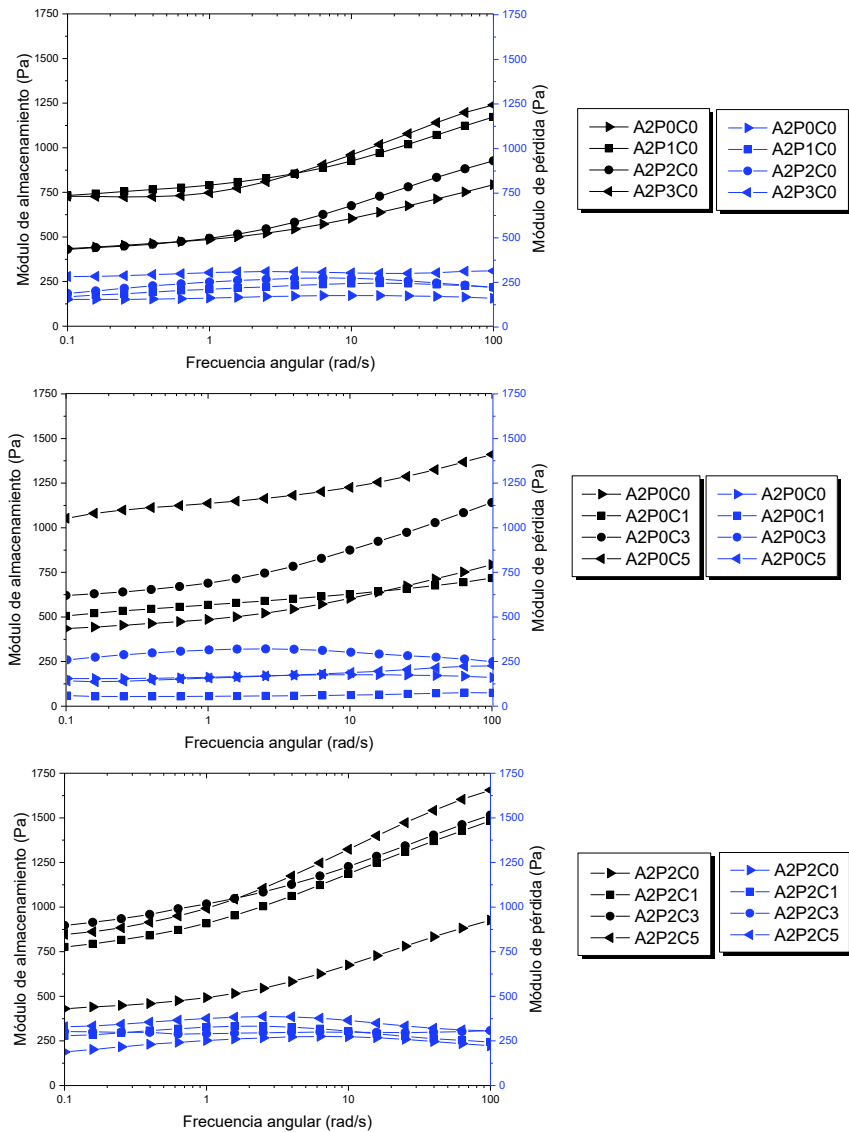 1750
1500
1250
1000
750
500
250
0
Módulo de almacenamiento (Pa)
1750
1500
1250
1000
750
500
250
0
Módulo de pérdida (Pa)
0.1
1
10
100
Frecuencia angular (rad/s)
A2P0C0
A2P1C0
A2P2C0
A2P3C0
A2P0C0
A2P1C0
A2P2C0
A2P3C0
1750
1500
1250
1000
750
500
250
0
Módulo de almacenamiento (Pa)
1750
1500
1250
1000
750
500
250
0
Módulo de pérdida (Pa)
0.1
1
10
100
Frecuencia angular (rad/s)
A2P0C0
A2P0C1
A2P0C3
A2P0C5
A2P0C0
A2P0C1
A2P0C3
A2P0C5
1750
1500
1250
1000
750
500
250
0
Módulo de almacenamiento (Pa)
1750
1500
1250
1000
750
500
250
0
Módulo de pérdida (Pa)
0.1
1
10
100
Frecuencia angular (rad/s)
A2P2C0
A2P2C1
A2P2C3
A2P2C5
A2P2C0
A2P2C1
A2P2C3
A2P2C5